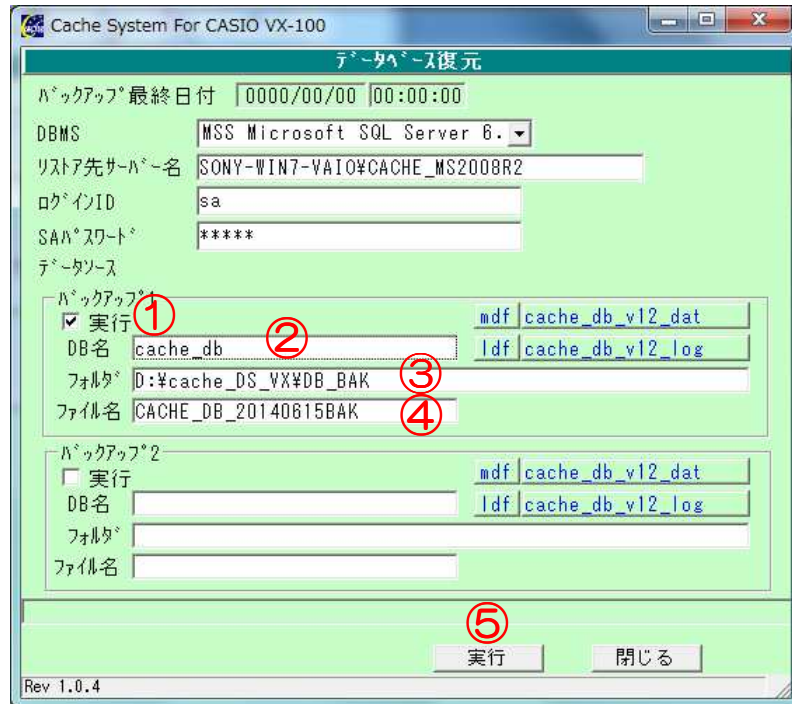 Cache System For CASIO VX-100
ﾃﾞｰﾀﾍﾞｰｽ復元
ﾊﾞｯｸｱｯﾌﾟ最終日付 0000/00/00 00:00:00
DBMS MSS Microsoft SQL Server 6.
ﾘｽﾄｱ先ｻｰﾊﾞｰ名 SONY-WIN7-VAIO¥CACHE_MS2008R2
ﾛｸﾞｲﾝID sa
SAﾊﾟｽﾜｰﾄﾞ *****
ﾃﾞｰﾀｿｰｽ
ﾊﾞｯｸｱｯﾌﾟ1
実行 ① mdf cache_db_v12_dat
DB名 cache_db ② ldf cache_db_v12_log
ﾌｫﾙﾀﾞ D:¥cache_DS_VX¥DB_BAK ③
ﾌｧｲﾙ名 CACHE_DB_20140615BAK ④
ﾊﾞｯｸｱｯﾌﾟ2
実行 mdf cache_db_v12_dat
DB名 ldf cache_db_v12_log
ﾌｫﾙﾀﾞ
ﾌｧｲﾙ名
⑤
実行 閉じる
Rev 1.0.4